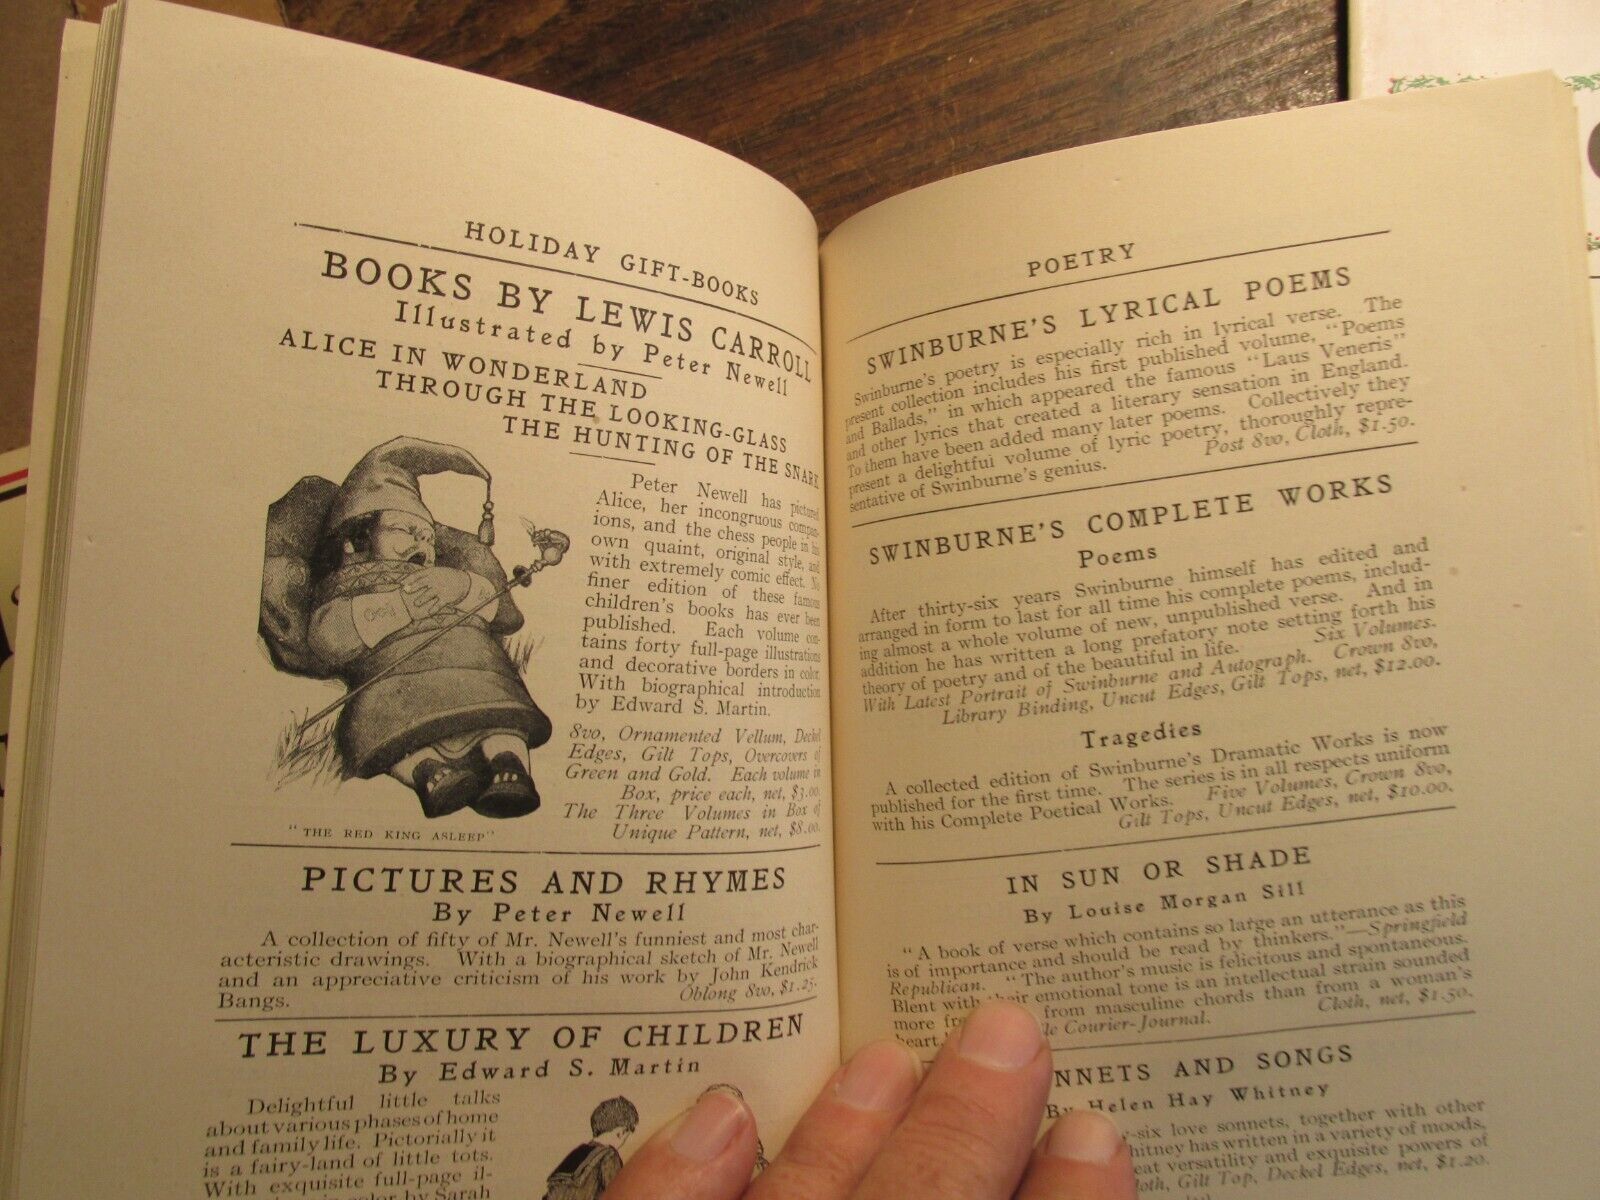 HOLIDAY GIFT-BOOKS
BOOKS BY LEWIS CARROLL
Illustrated by Peter Newell
ALICE IN WONDERLAND
THROUGH THE LOOKING-GLASS
THE HUNTING OF THE SNARK
Peter Newell has pictured
Alice, her incongruous compan-
ions, and the chess people in his
own quaint, original style, and
with extremely comic effect. No
finer edition of these famous
children's books has ever been
published. Each volume con-
tains forty full-page illustrations
and decorative borders in color.
With biographical introduction
by Edward S. Martin.
8vo, Ornamented Vellum, Deckel
Edges, Gilt Tops, Overcovers of
Green and Gold. Each volume in
Box, price each, net, $3.00.
The Three Volumes in Box of
Unique Pattern, net, $8.00.
"THE RED KING ASLEEP"
PICTURES AND RHYMES
By Peter Newell
A collection of fifty of Mr. Newell's funniest and most char-
acteristic drawings. With a biographical sketch of Mr. Newell
and an appreciative criticism of his work by John Kendrick
Bangs. Oblong 8vo, $1.25.
THE LUXURY OF CHILDREN
By Edward S. Martin
Delightful little talks
about various phases of home
and family life. Pictorially it
is a fairy-land of little tots.
With exquisite full-page il-
in color by Sarah
POETRY
SWINBURNE'S LYRICAL POEMS
Swinburne's poetry is especially rich in lyrical verse. The
present collection includes his first published volume, "Poems
and Ballads," in which appeared the famous "Laus Veneris"
and other lyrics that created a literary sensation in England.
To them have been added many later poems. Collectively they
present a delightful volume of lyric poetry, thoroughly repre-
sentative of Swinburne's genius. Post 8vo, Cloth, $1.50.
SWINBURNE'S COMPLETE WORKS
Poems
After thirty-six years Swinburne himself has edited and
arranged in form to last for all time his complete poems, includ-
ing almost a whole volume of new, unpublished verse. And in
addition he has written a long prefatory note setting forth his
theory of poetry and of the beautiful in life. Six Volumes.
With Latest Portrait of Swinburne and Autograph. Crown 8vo,
Library Binding, Uncut Edges, Gilt Tops, net, $12.00.
Tragedies
A collected edition of Swinburne's Dramatic Works is now
published for the first time. The series is in all respects uniform
with his Complete Poetical Works. Five Volumes, Crown 8vo,
Gilt Tops, Uncut Edges, net, $10.00.
IN SUN OR SHADE
By Louise Morgan Sill
"A book of verse which contains so large an utterance as this
is of importance and should be read by thinkers."—Springfield
Republican. "The author's music is felicitous and spontaneous.
Blent with their emotional tone is an intellectual strain sounded
more from masculine chords than from a woman's
heart. Courier-Journal. Cloth, net, $1.50.
NNETS AND SONGS
By Helen Hay Whitney
y-six love sonnets, together with other
hitney has written in a variety of moods,
eat versatility and exquisite powers of
loth, Gilt Top, Deckel Edges, net, $1.20.